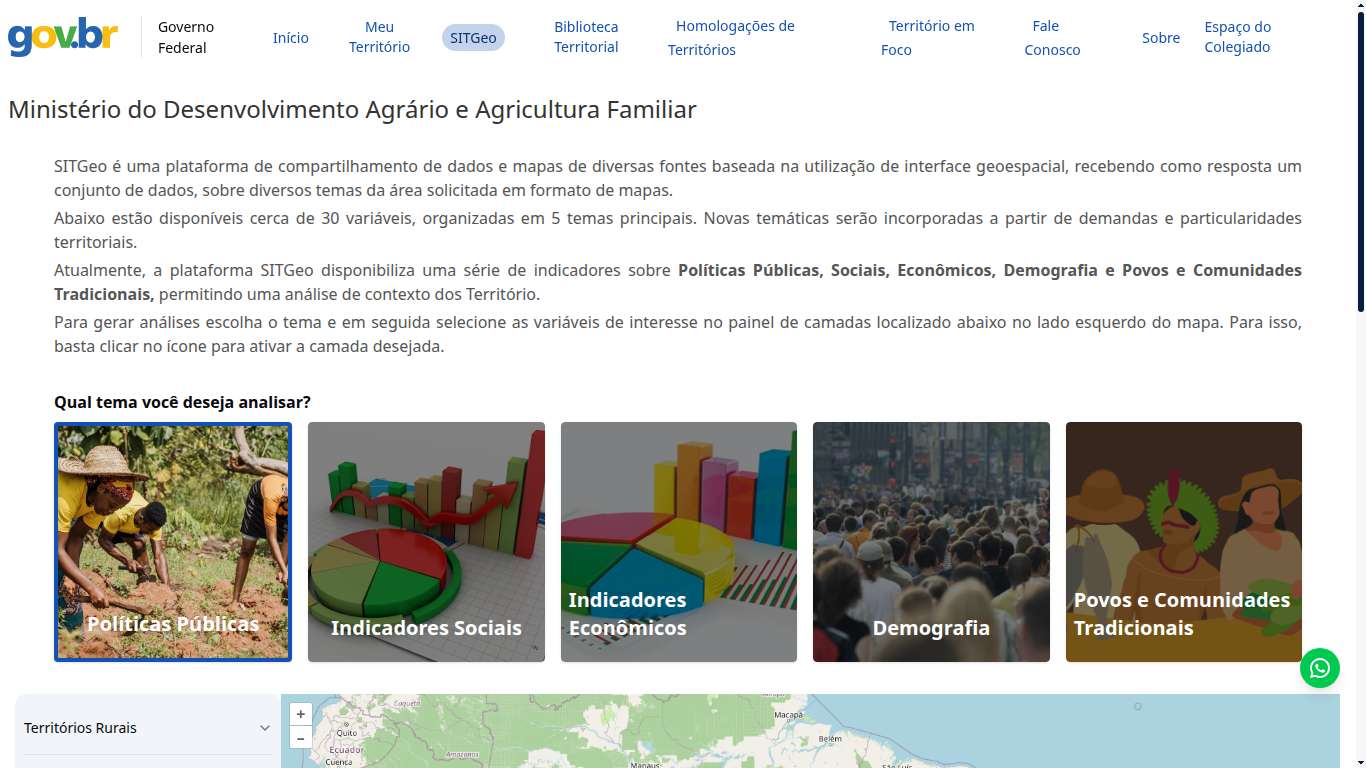 gov.br
Governo
Federal
Início
Meu
Território
SITGeo
Biblioteca
Territorial
Homologações de
Territórios
Território em
Foco
Fale
Conosco
Sobre
Espaço do
Colegiado
Ministério do Desenvolvimento Agrário e Agricultura Familiar
SITGeo é uma plataforma de compartilhamento de dados e mapas de diversas fontes baseada na utilização de interface geoespacial, recebendo como resposta um
conjunto de dados, sobre diversos temas da área solicitada em formato de mapas.
Abaixo estão disponíveis cerca de 30 variáveis, organizadas em 5 temas principais. Novas temáticas serão incorporadas a partir de demandas e particularidades
territoriais.
Atualmente, a plataforma SITGeo disponibiliza uma série de indicadores sobre Políticas Públicas, Sociais, Econômicos, Demografia e Povos e Comunidades
Tradicionais, permitindo uma análise de contexto dos Território.
Para gerar análises escolha o tema e em seguida selecione as variáveis de interesse no painel de camadas localizado abaixo no lado esquerdo do mapa. Para isso,
basta clicar no ícone para ativar a camada desejada.
Qual tema você deseja analisar?
Políticas Públicas
Indicadores Sociais
Indicadores
Econômicos
Demografia
Povos e Comunidades
Tradicionais
Territórios Rurais
+
–
Caqueta
Quito
Ecuador
Cuenca
Amazonas
Manaus
Macapá
Belém
São Luís